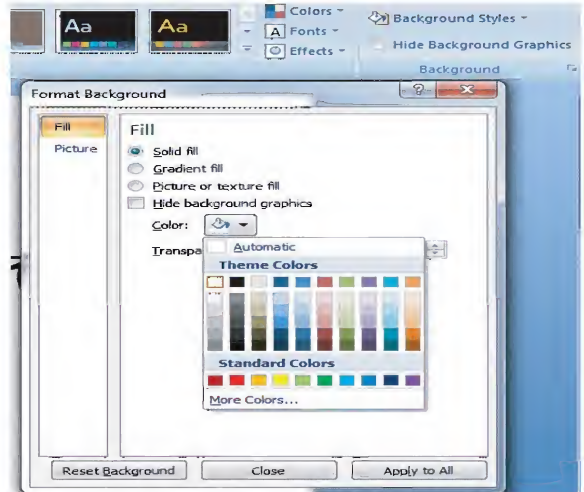 Aa
Aa
Colors
Fonts
Effects
Background Styles
Hide Background Graphics
Background
Format Background
Fill
Picture
Fill
Solid fill
Gradient fill
Picture or texture fill
Hide background graphics
Color:
Transpa
Automatic
Theme Colors
Standard Colors
More Colors...
Reset Background
Close
Apply to All